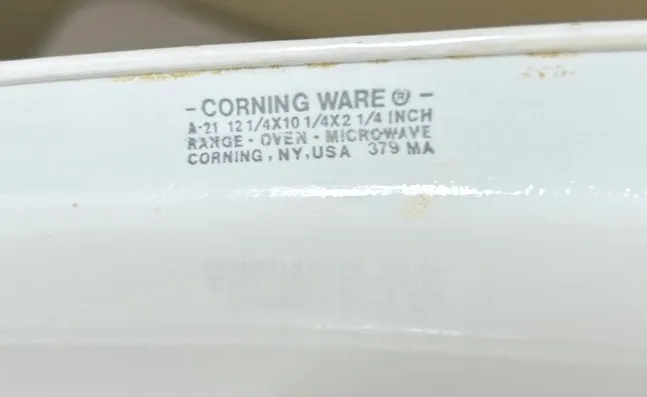 - CORNING WARE ® -
A-21 12 1/4X10 1/4X2 1/4 INCH
RANGE - OVEN - MICROWAVE
CORNING, NY, USA 379 MA